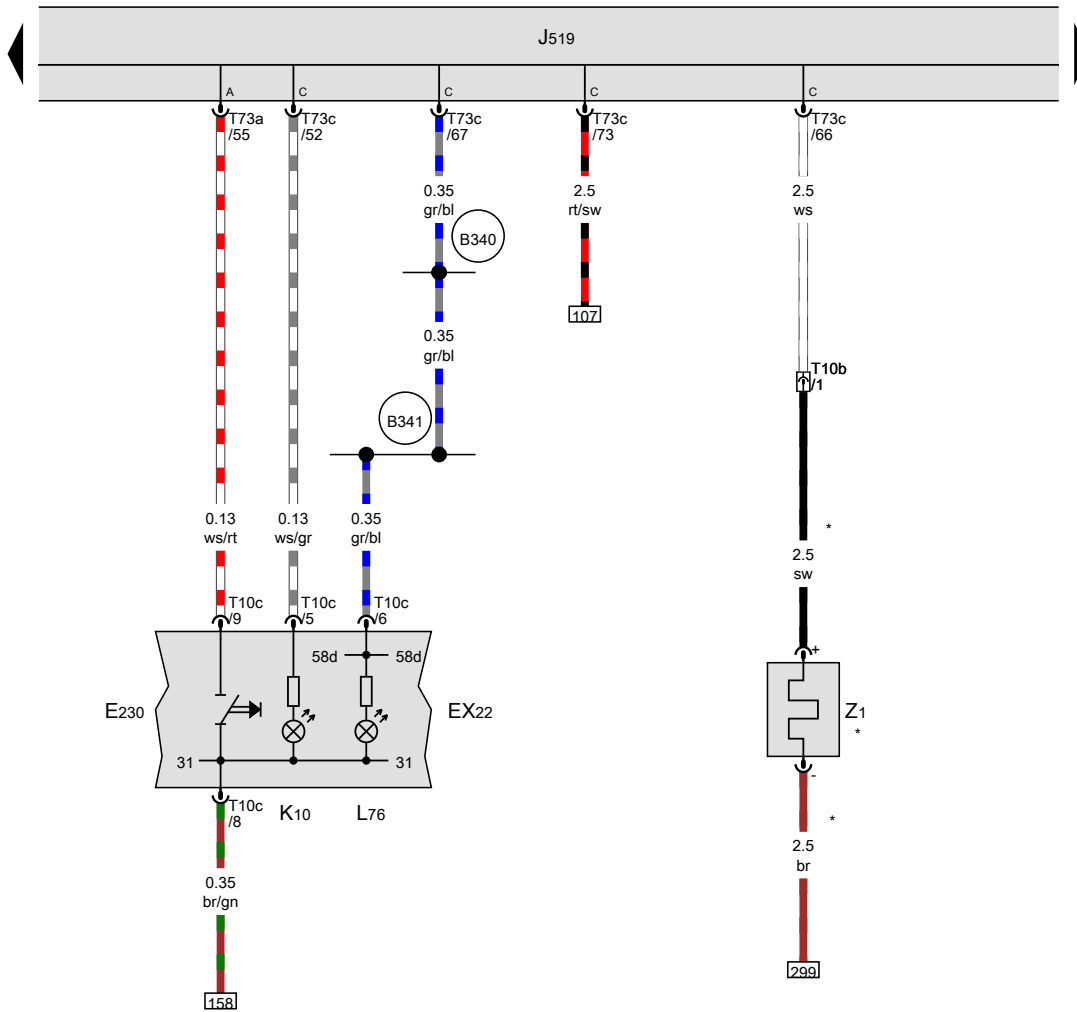 J519
A
C
C
C
C
T73a
/55
T73c
/52
T73c
/67
T73c
/73
T73c
/66
0.35
gr/bl
2.5
rt/sw
2.5
ws
B340
107
0.35
gr/bl
T10b
/1
B341
0.13
ws/rt
0.13
ws/gr
0.35
gr/bl
*
2.5
sw
T10c
/9
T10c
/5
T10c
/6
+
58d
58d
E230
EX22
Z1
*
31
31
-
T10c
/8
K10
L76
*
2.5
br
0.35
br/gn
299
158